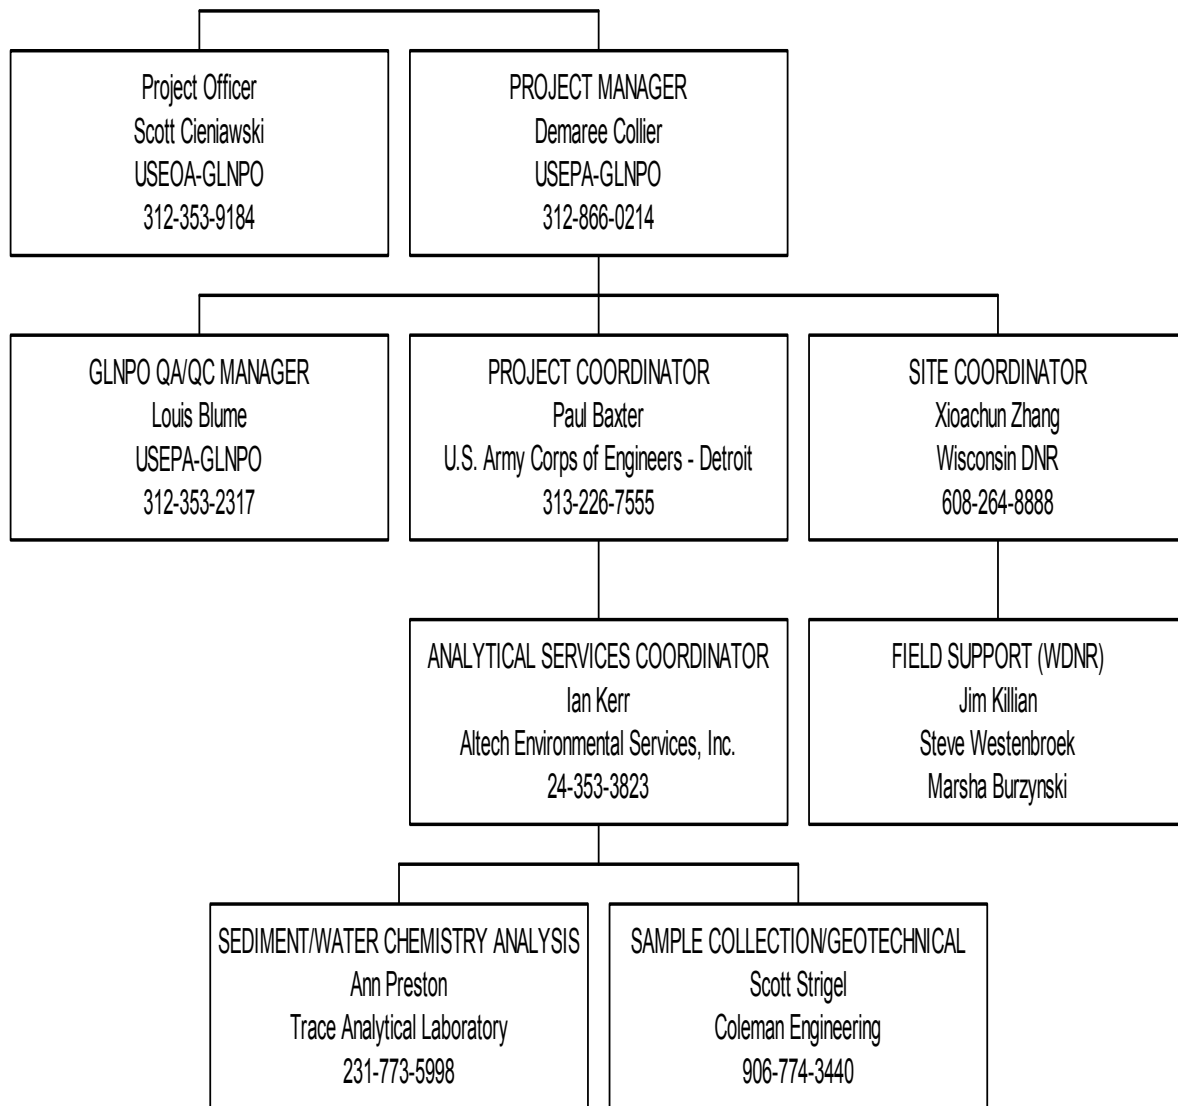 Project Officer
Scott Cieniawski
USEOA-GLNPO
312-353-9184
PROJECT MANAGER
Demaree Collier
USEPA-GLNPO
312-866-0214
GLNPO QA/QC MANAGER
Louis Blume
USEPA-GLNPO
312-353-2317
PROJECT COORDINATOR
Paul Baxter
U.S. Army Corps of Engineers - Detroit
313-226-7555
SITE COORDINATOR
Xioachun Zhang
Wisconsin DNR
608-264-8888
ANALYTICAL SERVICES COORDINATOR
Ian Kerr
Altech Environmental Services, Inc.
24-353-3823
FIELD SUPPORT (WDNR)
Jim Killian
Steve Westenbroek
Marsha Burzynski
SEDIMENT/WATER CHEMISTRY ANALYSIS
Ann Preston
Trace Analytical Laboratory
231-773-5998
SAMPLE COLLECTION/GEOTECHNICAL
Scott Strigel
Coleman Engineering
906-774-3440